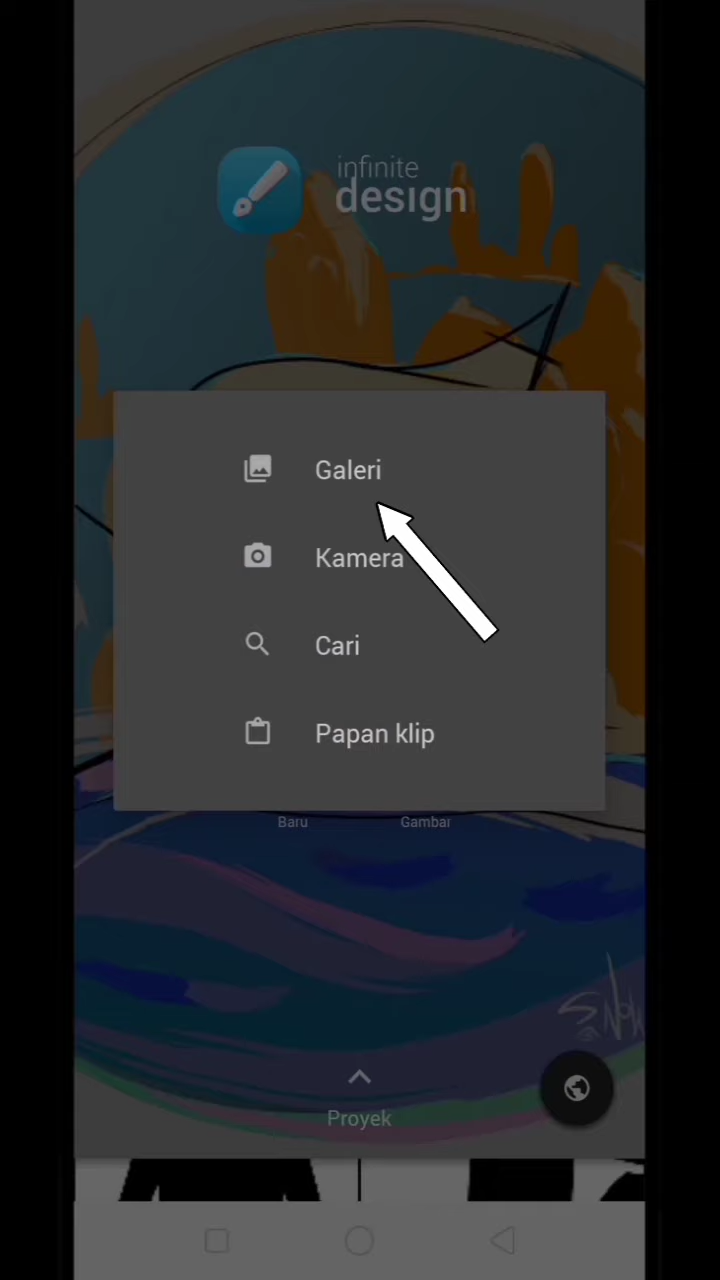 infinite
design
Galeri
Kamera
Cari
Papan klip
Baru Gambar
Proyek